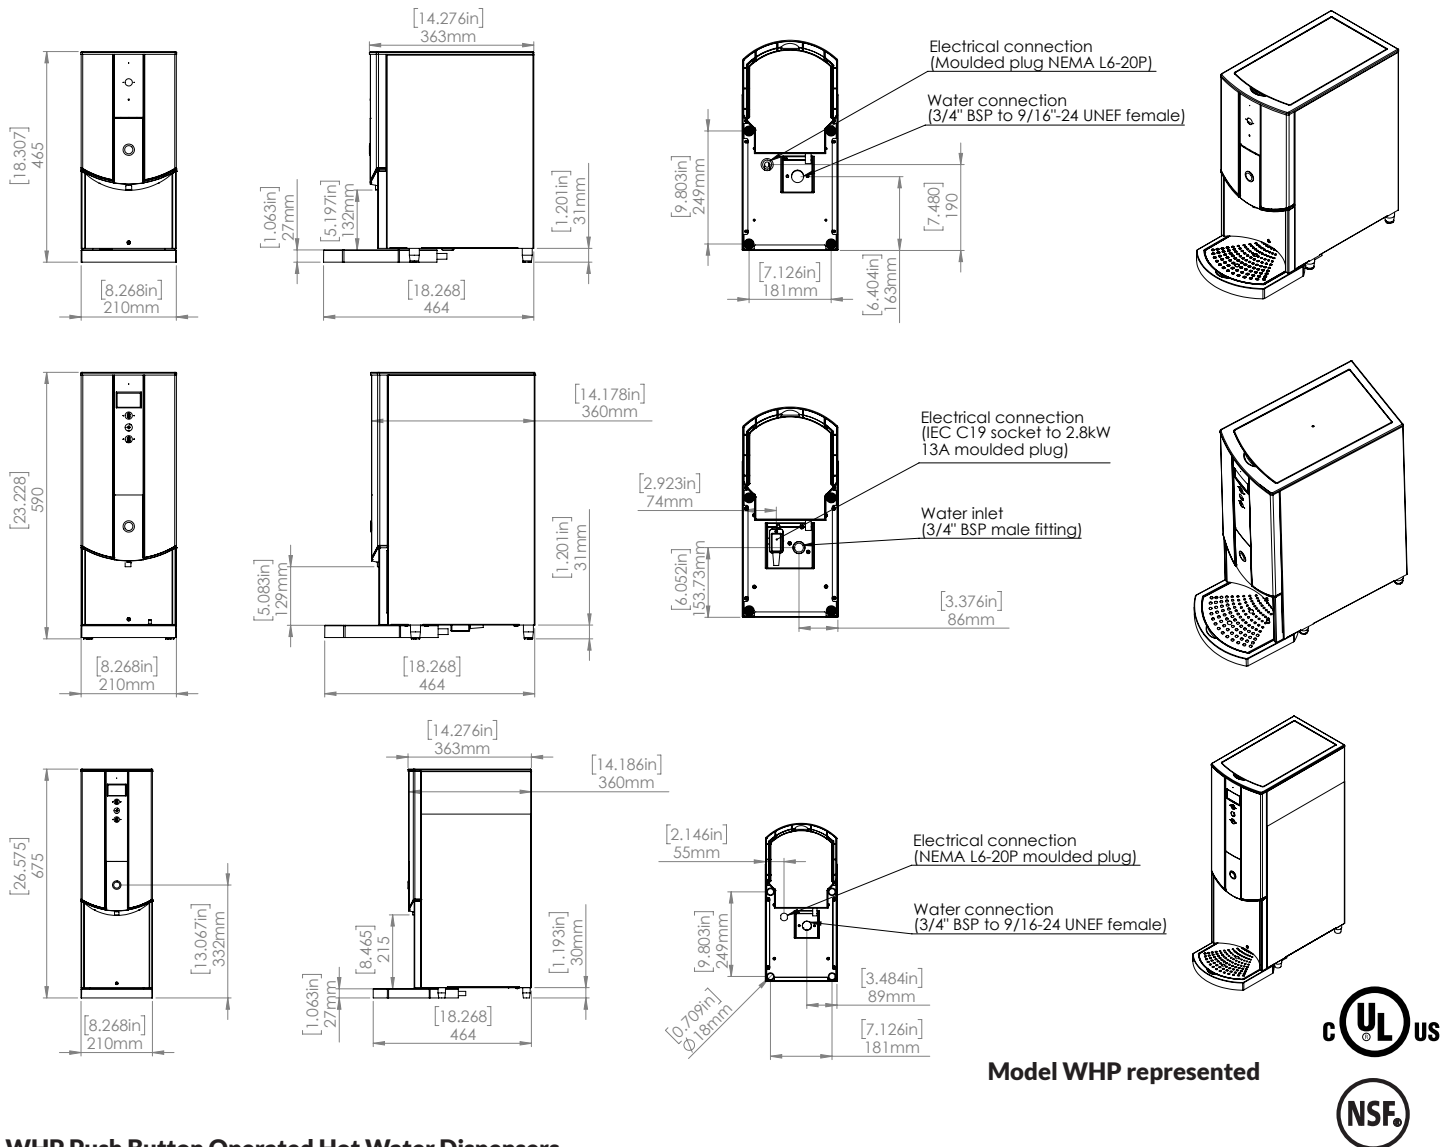 [14.276in]
363mm
Electrical connection
(Moulded plug NEMA L6-20P)
Water connection
(3/4" BSP to 9/16"-24 UNEF female)
[18.307]
465
[1.063in]
27mm
[5.197in]
132mm
[1.201in]
31mm
[9.803in]
249mm
[7.480]
190
[8.268in]
210mm
[18.268]
464
[7.126in]
181mm
[6.404in]
163mm
[14.178in]
360mm
Electrical connection
(IEC C19 socket to 2.8kW
13A moulded plug)
[2.923in]
74mm
Water inlet
(3/4" BSP male fitting)
[23.228]
590
[5.083in]
129mm
[1.201in]
31mm
[6.052in]
153.73mm
[3.376in]
86mm
[8.268in]
210mm
[18.268]
464
[14.276in]
363mm
[14.186in]
360mm
[2.146in]
55mm
Electrical connection
(NEMA L6-20P moulded plug)
Water connection
(3/4" BSP to 9/16-24 UNEF female)
[26.575]
675
[13.067in]
332mm
[8.465]
215
[1.193in]
30mm
[9.803in]
249mm
[1.063in]
27mm
[0.709in]
Ø18mm
[3.484in]
89mm
[8.268in]
210mm
[18.268]
464
[7.126in]
181mm
Model WHP represented
c UL ® US
NSF®
WHP Push Button Operated Hot Water Dispensers